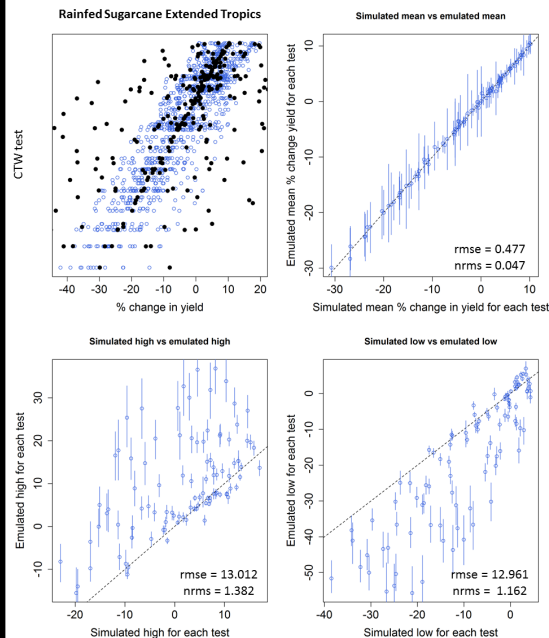 Rainfed Sugarcane Extended Tropics
CTW test
-40 -30 -20 -10 0 10 20
% change in yield
Simulated mean vs emulated mean
Emulated mean % change yield for each test
10
0
-10
-20
-30
rmse = 0.477
nrms = 0.047
-30 -20 -10 0 10
Simulated mean % change in yield for each test
Simulated high vs emulated high
Emulated high for each test
30
20
10
0
-10
rmse = 13.012
nrms = 1.382
-20 -10 0 10
Simulated high for each test
Simulated low vs emulated low
Emulated low for each test
0
-10
-20
-30
-40
-50
rmse = 12.961
nrms = 1.162
-40 -30 -20 -10 0
Simulated low for each test